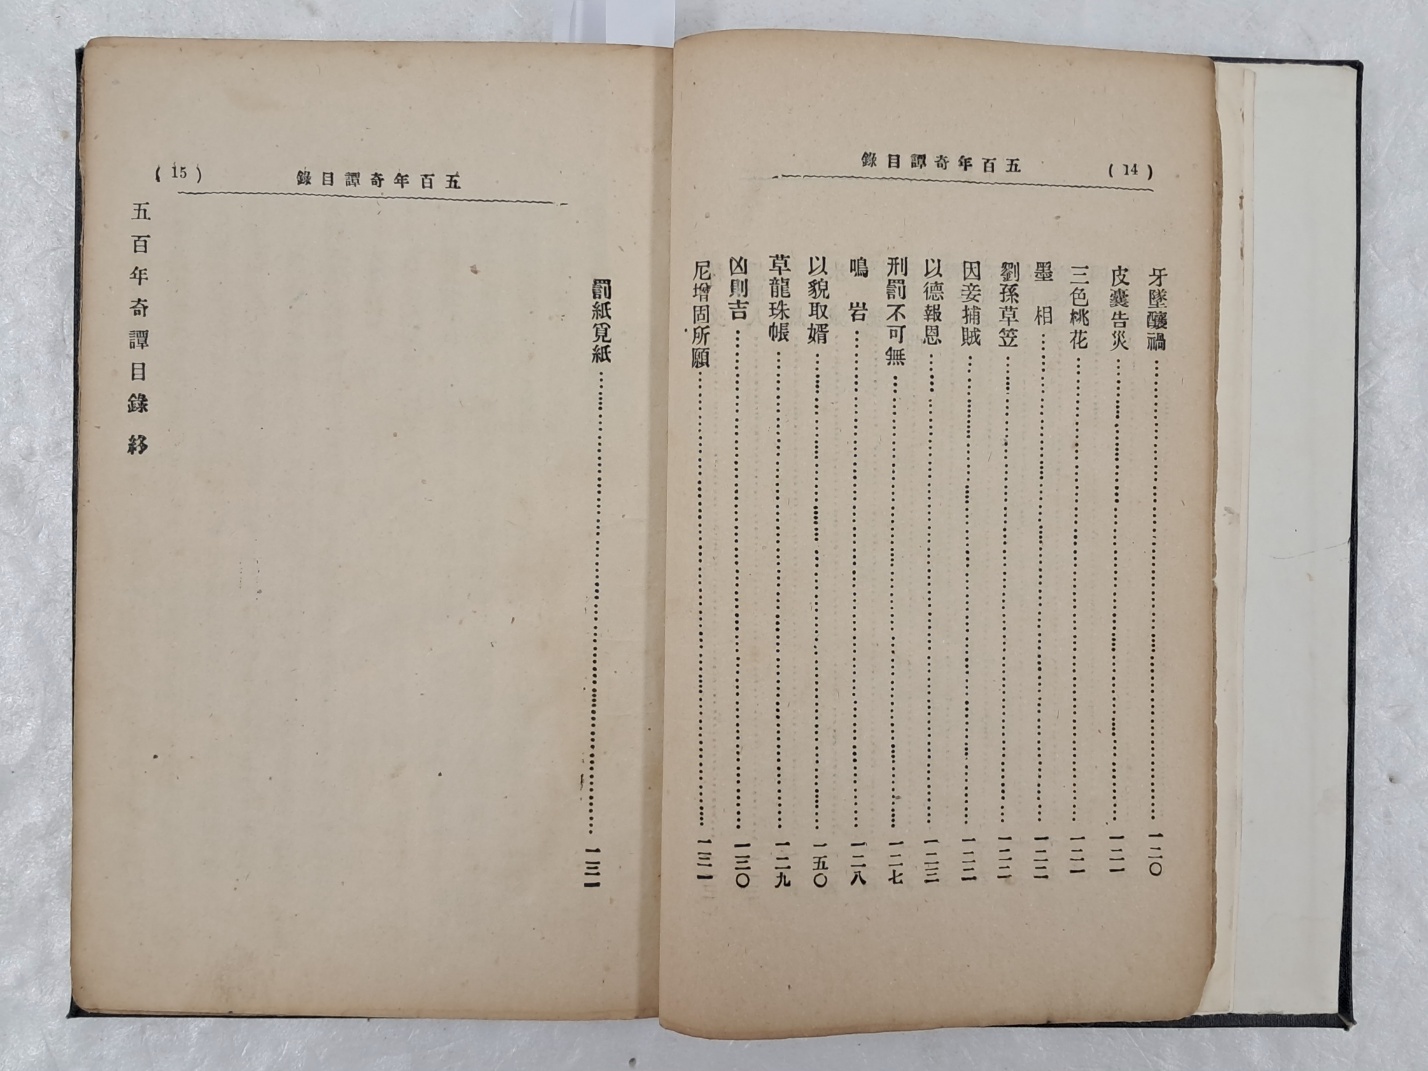 (14)
五百年奇譚目錄
牙墜釀禍 一二〇
皮囊告災 一二一
三色桃花 一二一
墨相 一二二
劉孫草笠 一二二
因妾捕賊 一二二
以德報恩 一二三
刑罰不可無 一二七
鳴岩 一二八
以貌取婿 一五〇
草龍珠帳 一二九
凶則吉 一三〇
尼增固所願 一三一
五百年奇譚目錄
(15)
罰紙覓紙 一三一
五百年奇譚目錄 終